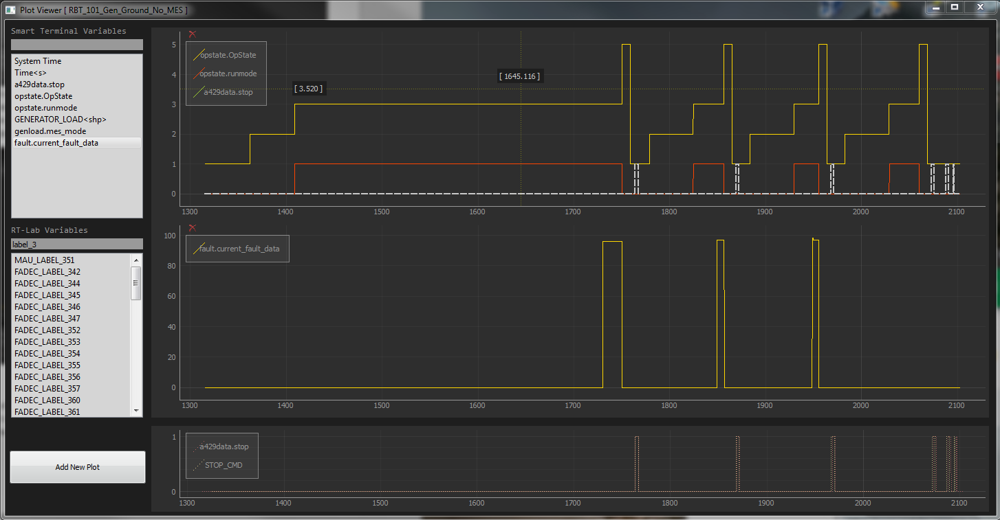 Plot Viewer [ RBT_101_Gen_Ground_No_MES ]
Smart Terminal Variables
System Time
Time<s>
a429data.stop
opstate.OpState
opstate.runmode
GENERATOR_LOAD<shp>
genload.mes_mode
fault.current_fault_data
RT-Lab Variables
label_3
MAU_LABEL_351
FADEC_LABEL_342
FADEC_LABEL_344
FADEC_LABEL_345
FADEC_LABEL_346
FADEC_LABEL_347
FADEC_LABEL_352
FADEC_LABEL_353
FADEC_LABEL_354
FADEC_LABEL_355
FADEC_LABEL_356
FADEC_LABEL_357
FADEC_LABEL_360
FADEC_LABEL_361
Add New Plot
opstate.OpState
opstate.runmode
a429data.stop
[ 3.520 ]
[ 1645.116 ]
5
4
3
2
1
0
1300 1400 1500 1600 1700 1800 1900 2000 2100
fault.current_fault_data
100
80
60
40
20
0
1300 1400 1500 1600 1700 1800 1900 2000 2100
a429data.stop
STOP_CMD
1
0
1300 1400 1500 1600 1700 1800 1900 2000 2100